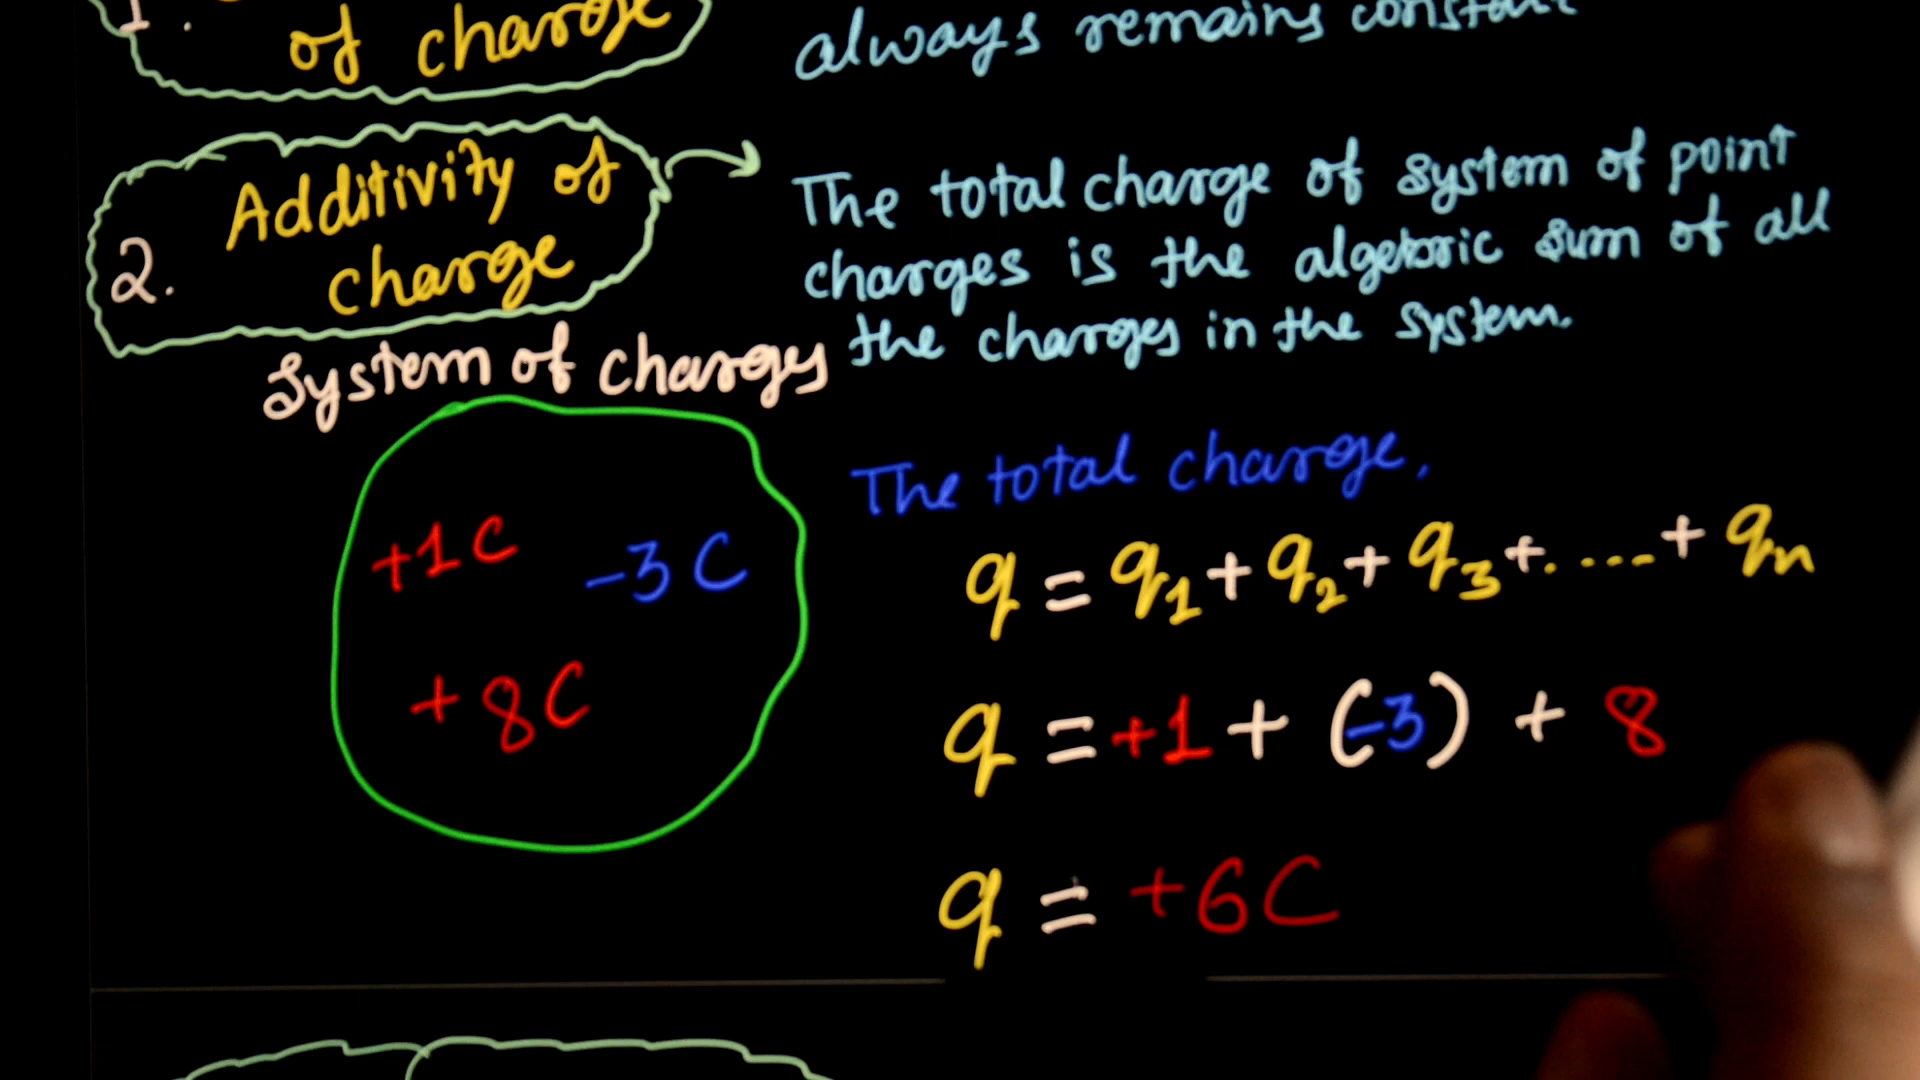 1.
of charge
always remains constant
2. Additivity of
charge
The total charge of system of point
charges is the algebric sum of all
the charges in the system.
System of charges
+1C
-3C
+8C
The total charge,
q = q₁ + q₂ + q₃ + ..... + qₙ
q = +1 + (-3) + 8
q = +6C